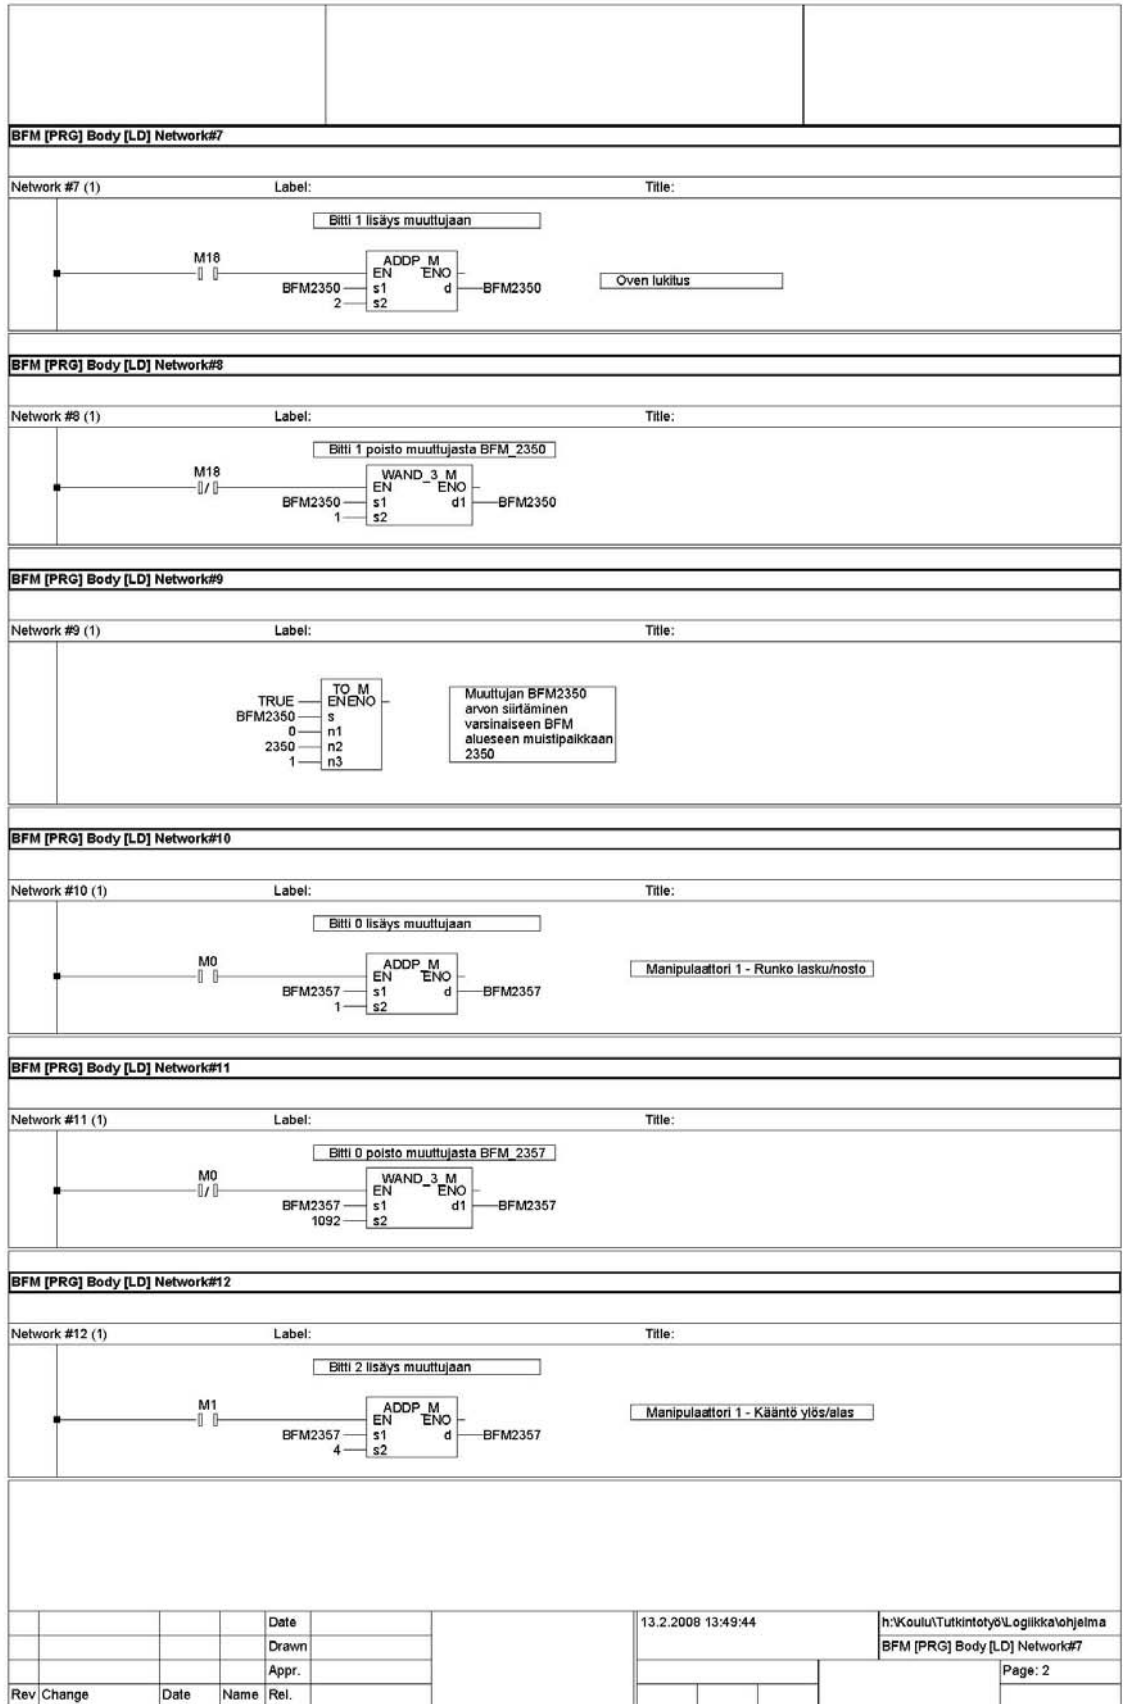 BFM [PRG] Body [LD] Network#7
Network #7 (1) Label: Title:
Bitti 1 lisäys muuttujaan
M18
ADDP_M
EN ENO
BFM2350 s1 d BFM2350
2 s2
Oven lukitus
BFM [PRG] Body [LD] Network#8
Network #8 (1) Label: Title:
Bitti 1 poisto muuttujasta BFM_2350
M18
WAND_3_M
EN ENO
BFM2350 s1 d1 BFM2350
1 s2
BFM [PRG] Body [LD] Network#9
Network #9 (1) Label: Title:
TO_M
TRUE EN ENO
BFM2350 s
0 n1
2350 n2
1 n3
Muuttujan BFM2350
arvon siirtäminen
varsinaiseen BFM
alueseen muistipaikkaan
2350
BFM [PRG] Body [LD] Network#10
Network #10 (1) Label: Title:
Bitti 0 lisäys muuttujaan
M0
ADDP_M
EN ENO
BFM2357 s1 d BFM2357
1 s2
Manipulaattori 1 - Runko lasku/nosto
BFM [PRG] Body [LD] Network#11
Network #11 (1) Label: Title:
Bitti 0 poisto muuttujasta BFM_2357
M0
WAND_3_M
EN ENO
BFM2357 s1 d1 BFM2357
1092 s2
BFM [PRG] Body [LD] Network#12
Network #12 (1) Label: Title:
Bitti 2 lisäys muuttujaan
M1
ADDP_M
EN ENO
BFM2357 s1 d BFM2357
4 s2
Manipulaattori 1 - Kääntö ylös/alas
Date 13.2.2008 13:49:44 h:\Koulu\Tutkintotyö\Logiikka\ohjelma
Drawn BFM [PRG] Body [LD] Network#7
Appr. Page: 2
Rev Change Date Name Rel.